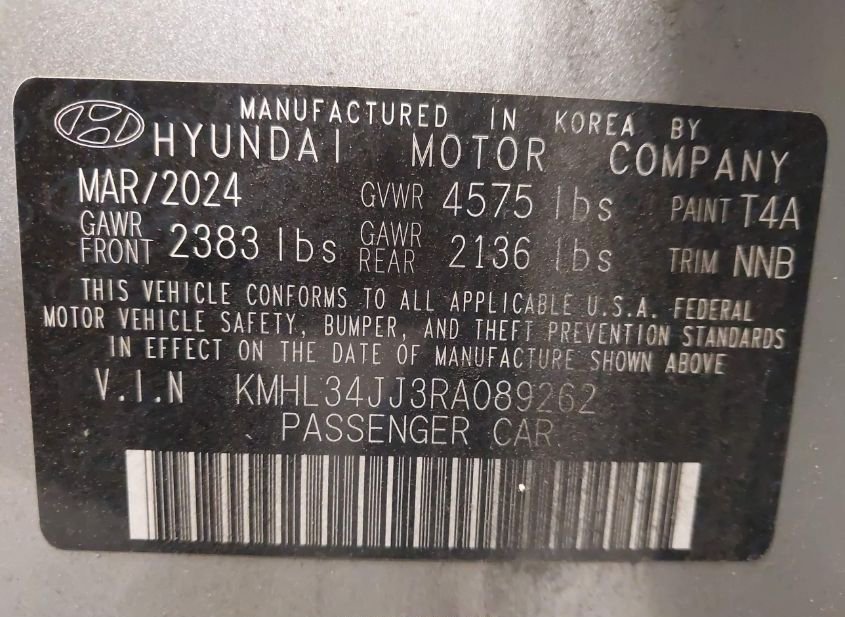 MANUFACTURED IN KOREA BY
HYUNDAI MOTOR COMPANY
MAR/2024 GVWR 4575 lbs PAINT T4A
GAWR FRONT 2383 lbs GAWR REAR 2136 lbs TRIM NNB
THIS VEHICLE CONFORMS TO ALL APPLICABLE U.S.A. FEDERAL
MOTOR VEHICLE SAFETY, BUMPER, AND THEFT PREVENTION STANDARDS
IN EFFECT ON THE DATE OF MANUFACTURE SHOWN ABOVE
V.I.N KMHL34JJ3RA089262
PASSENGER CAR